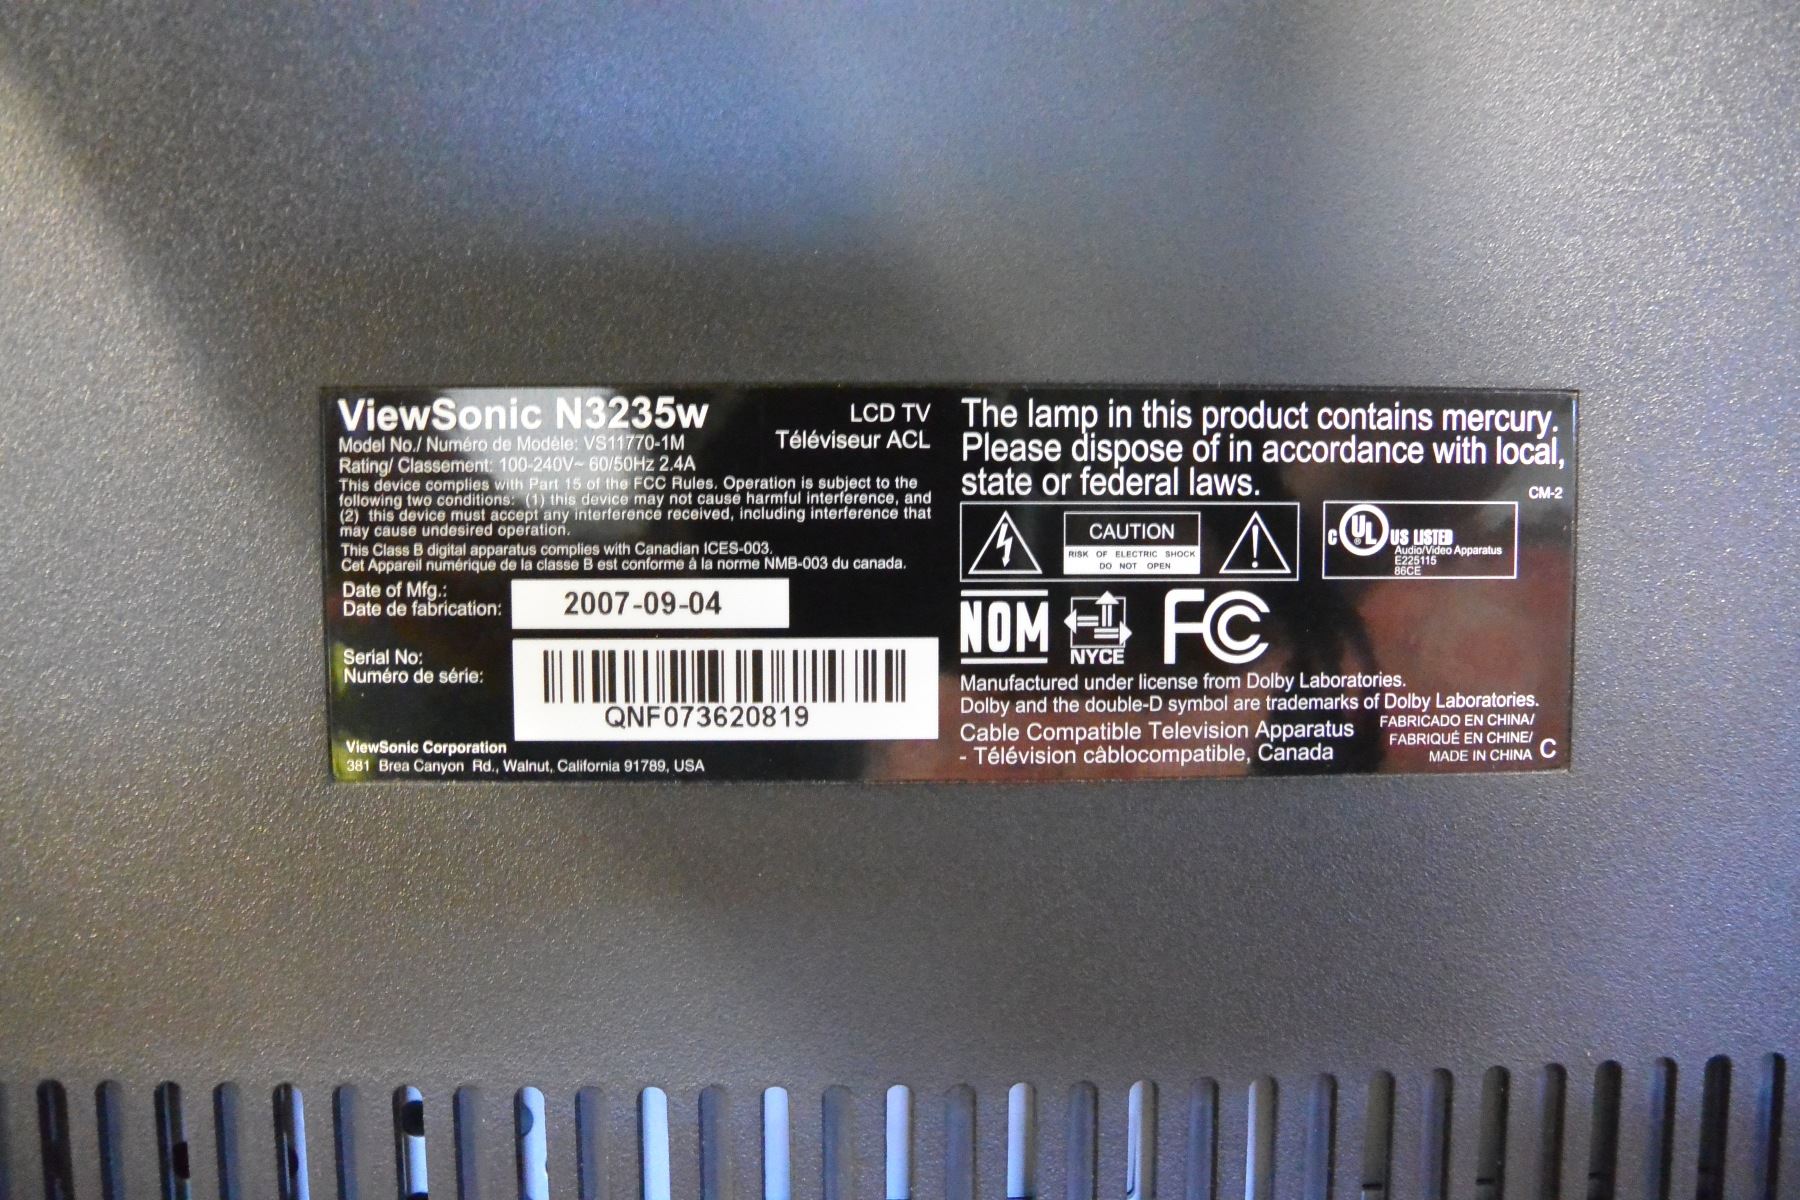 ViewSonic N3235w
LCD TV
Model No./ Numéro de Modèle: VS11770-1M
Téléviseur ACL
Rating/ Classement: 100-240V~ 60/50Hz 2.4A
This device complies with Part 15 of the FCC Rules. Operation is subject to the
following two conditions: (1) this device may not cause harmful interference, and
(2) this device must accept any interference received, including interference that
may cause undesired operation.
This Class B digital apparatus complies with Canadian ICES-003.
Cet Appareil numérique de la classe B est conforme à la norme NMB-003 du canada.
Date of Mfg.:
Date de fabrication:
2007-09-04
Serial No:
Numéro de série:
QNF073620819
ViewSonic Corporation
381 Brea Canyon Rd., Walnut, California 91789, USA
The lamp in this product contains mercury.
Please dispose of in accordance with local,
state or federal laws.
CM-2
CAUTION
RISK OF ELECTRIC SHOCK
DO NOT OPEN
C UL US LISTED
Audio/Video Apparatus
E225115
86CE
NOM
NYCE
FC
Manufactured under license from Dolby Laboratories.
Dolby and the double-D symbol are trademarks of Dolby Laboratories.
Cable Compatible Television Apparatus
- Télévision câblocompatible, Canada
FABRICADO EN CHINA/
FABRIQUÉ EN CHINE/
MADE IN CHINA C